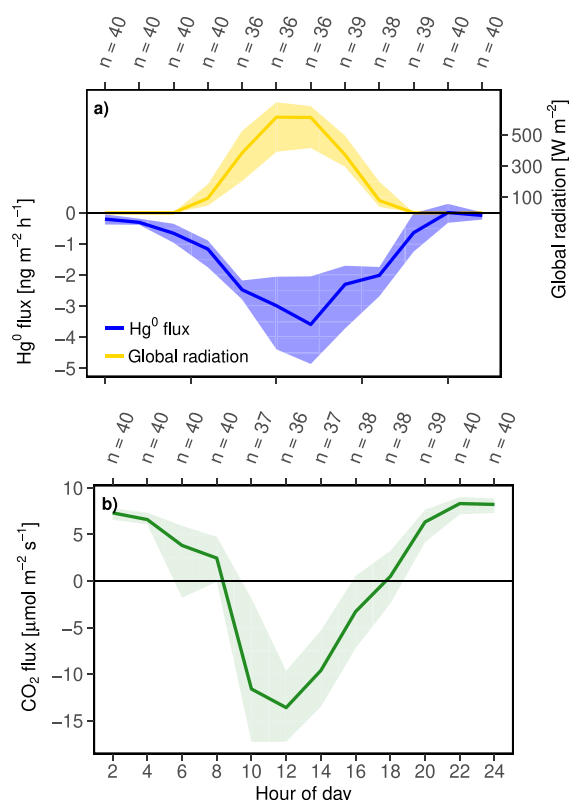 n = 40 n = 40 n = 40 n = 40 n = 36 n = 36 n = 36 n = 39 n = 38 n = 39 n = 40 n = 40
a)
Hg⁰ flux [ng m⁻² h⁻¹]
0
−1
−2
−3
−4
−5
Global radiation [W m⁻²]
500
300
100
Hg⁰ flux
Global radiation
n = 40 n = 40 n = 40 n = 40 n = 37 n = 36 n = 37 n = 38 n = 38 n = 39 n = 40 n = 40
b)
CO₂ flux [µmol m⁻² s⁻¹]
10
5
0
−5
−10
−15
2 4 6 8 10 12 14 16 18 20 22 24
Hour of day